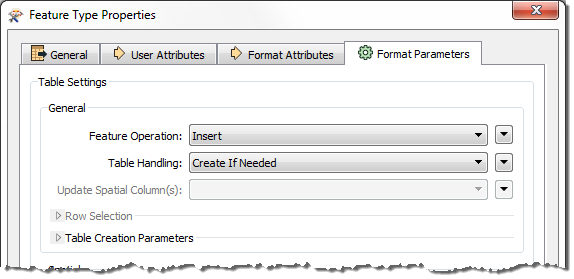 Feature Type Properties
General User Attributes Format Attributes Format Parameters
Table Settings
General
Feature Operation: Insert
Table Handling: Create If Needed
Update Spatial Column(s):
Row Selection
Table Creation Parameters